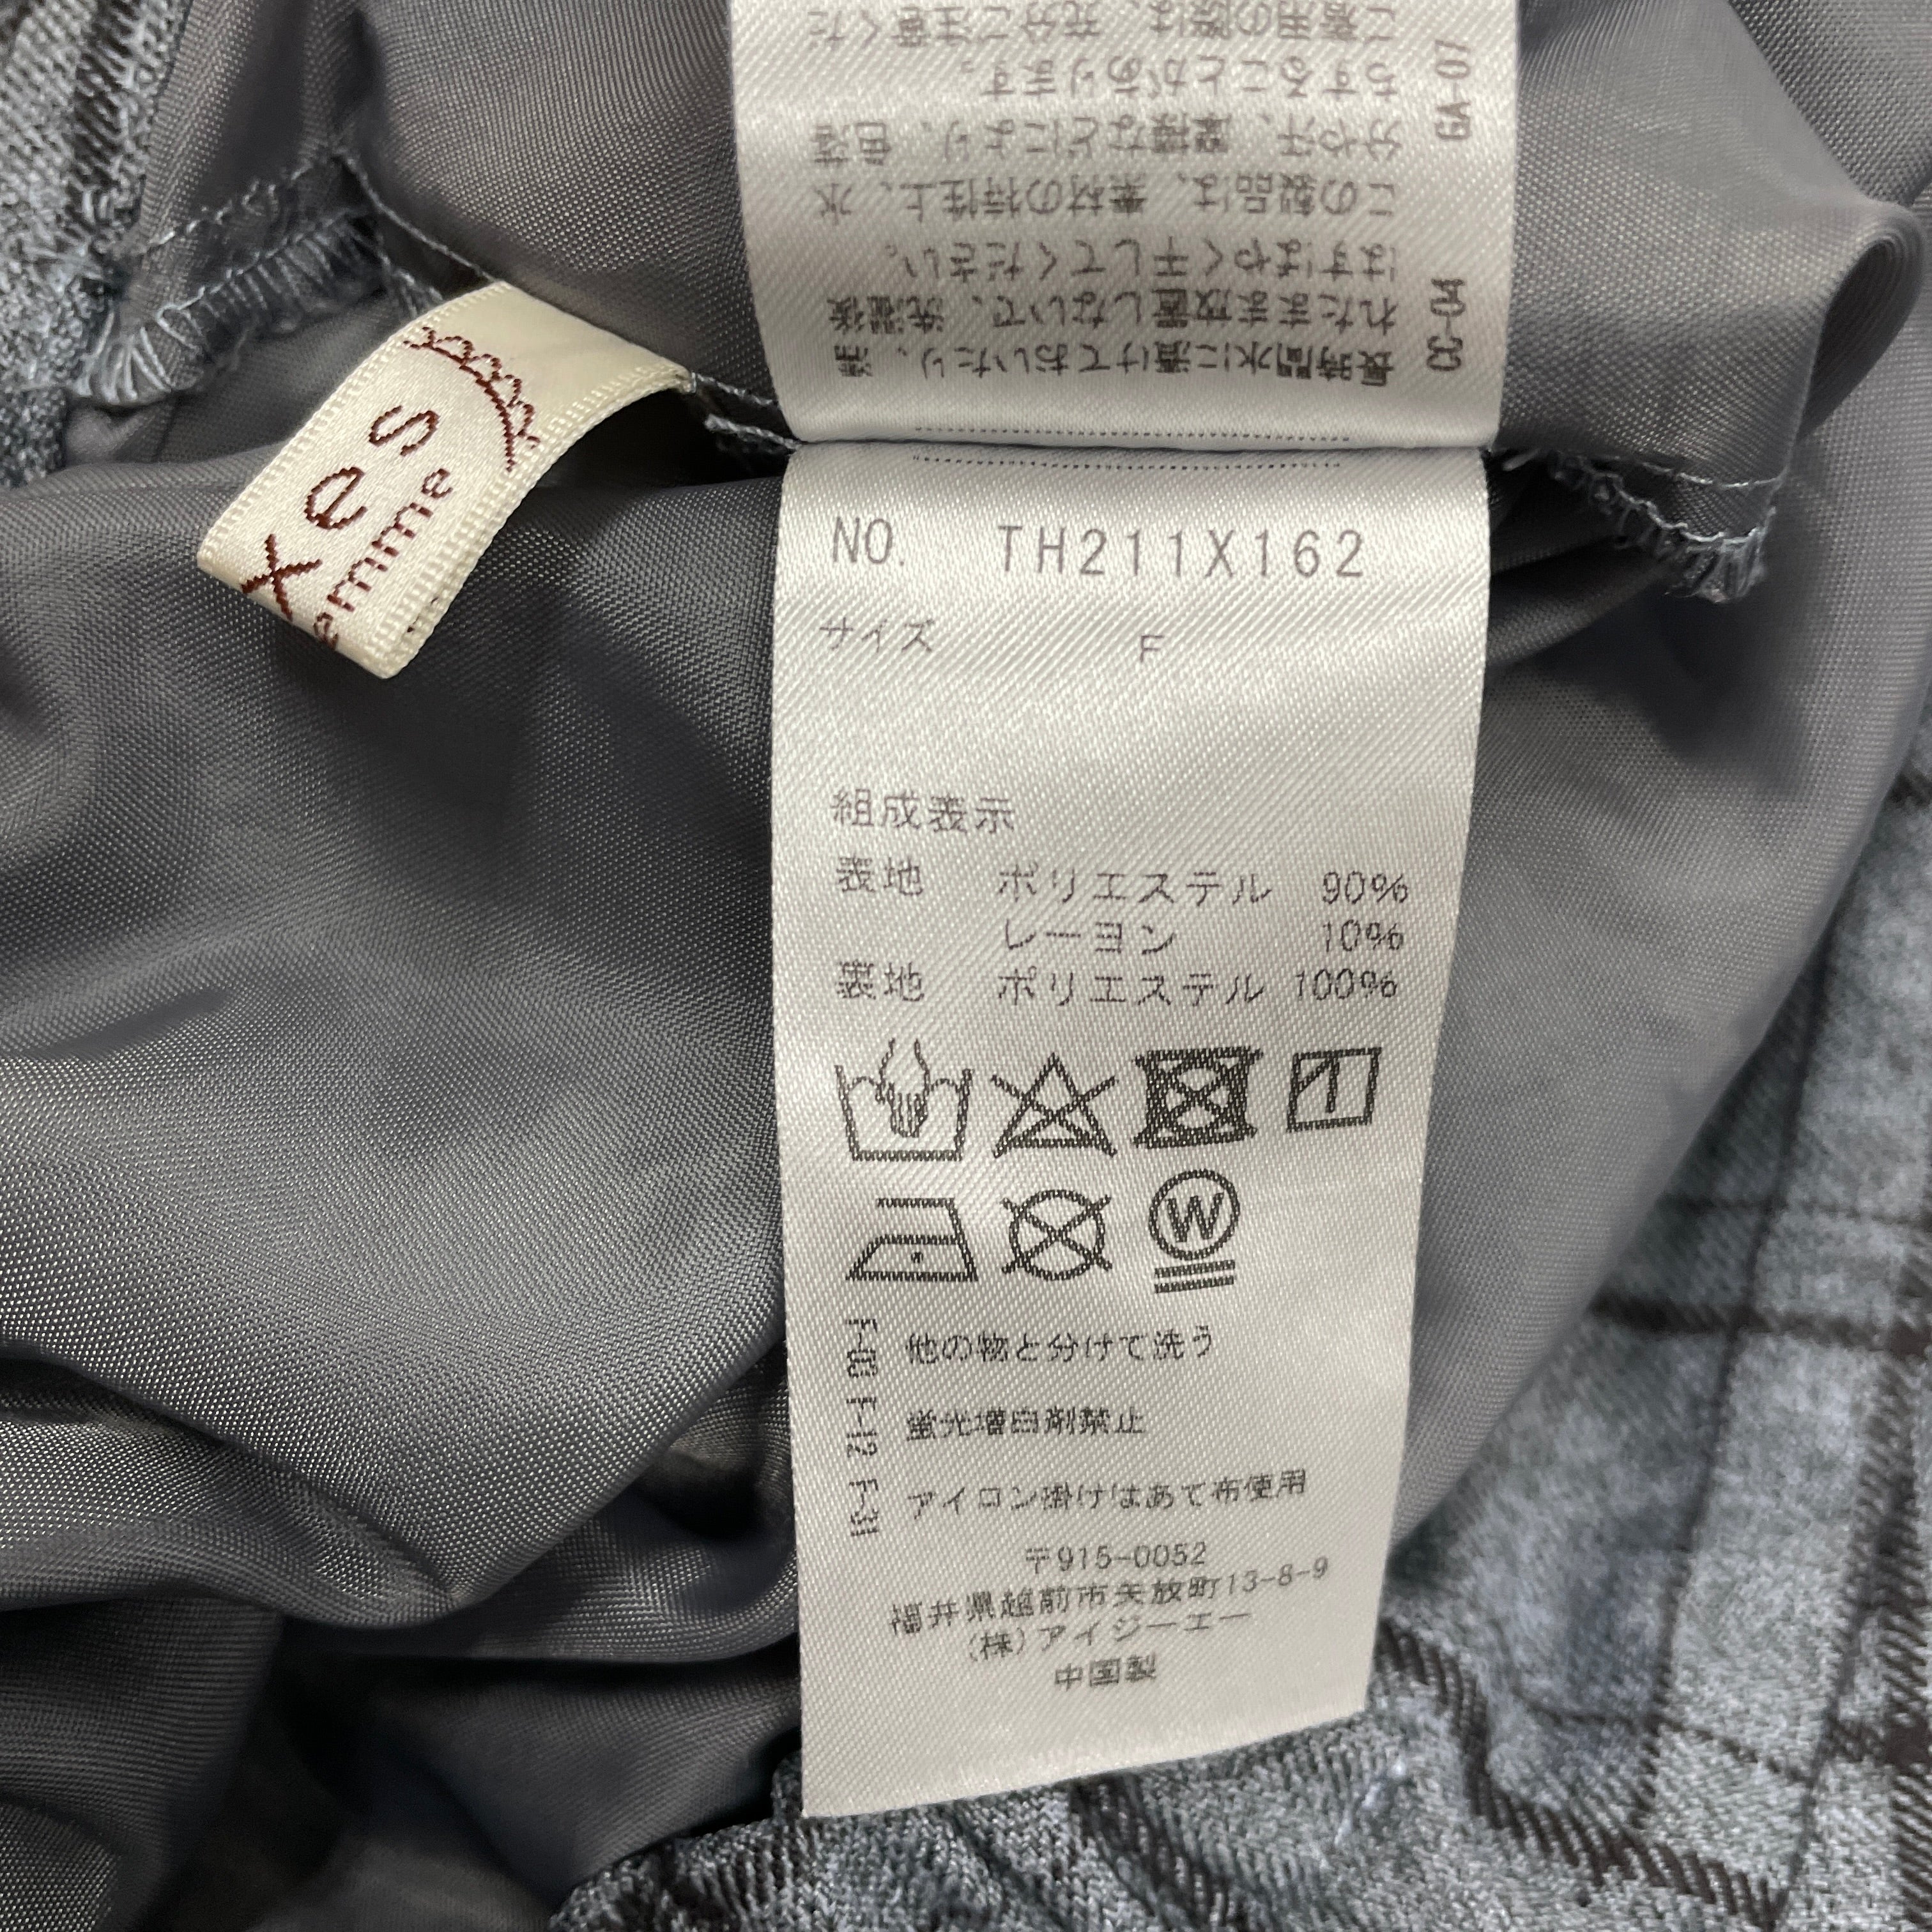 ご着用の際は、充分ご注意くだ
ちすることがあります。
分や汗、摩擦などにより、色落
この製品は、素材の特性上、水
はすばやく干してください。
れたまま放置しないで、洗濯後
長時間水に漬けておいたり、濡
GA-07
CC-04
xes
emme
NO. TH211X162
サイズ F
組成表示
表地 ポリエステル 90%
レーヨン 10%
裏地 ポリエステル 100%
W
F-03 他の物と分けて洗う
F-12 蛍光増白剤禁止
F-31 アイロン掛けはあて布使用
〒915-0052
福井県越前市矢放町13-8-9
(株)アイジーエー
中国製